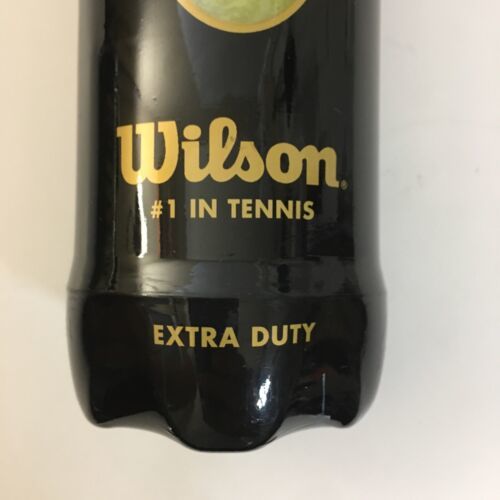 Wilson®
#1 IN TENNIS
EXTRA DUTY